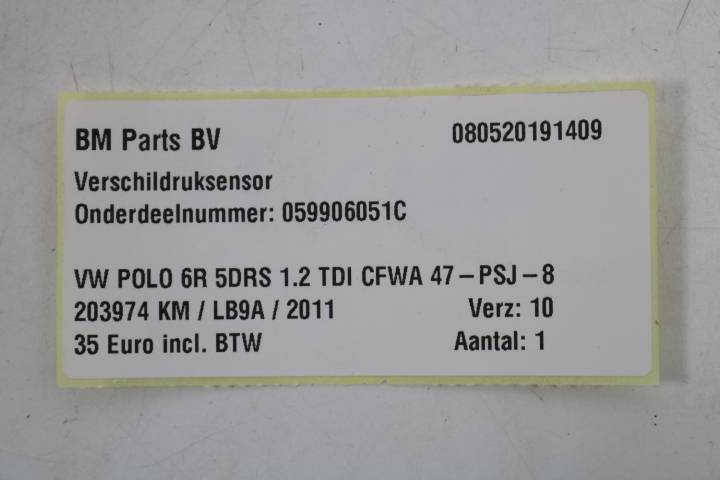 BM Parts BV 080520191409
Verschildruksensor
Onderdeelnummer: 059906051C
VW POLO 6R 5DRS 1.2 TDI CFWA 47-PSJ-8
203974 KM / LB9A / 2011 Verz: 10
35 Euro incl. BTW Aantal: 1